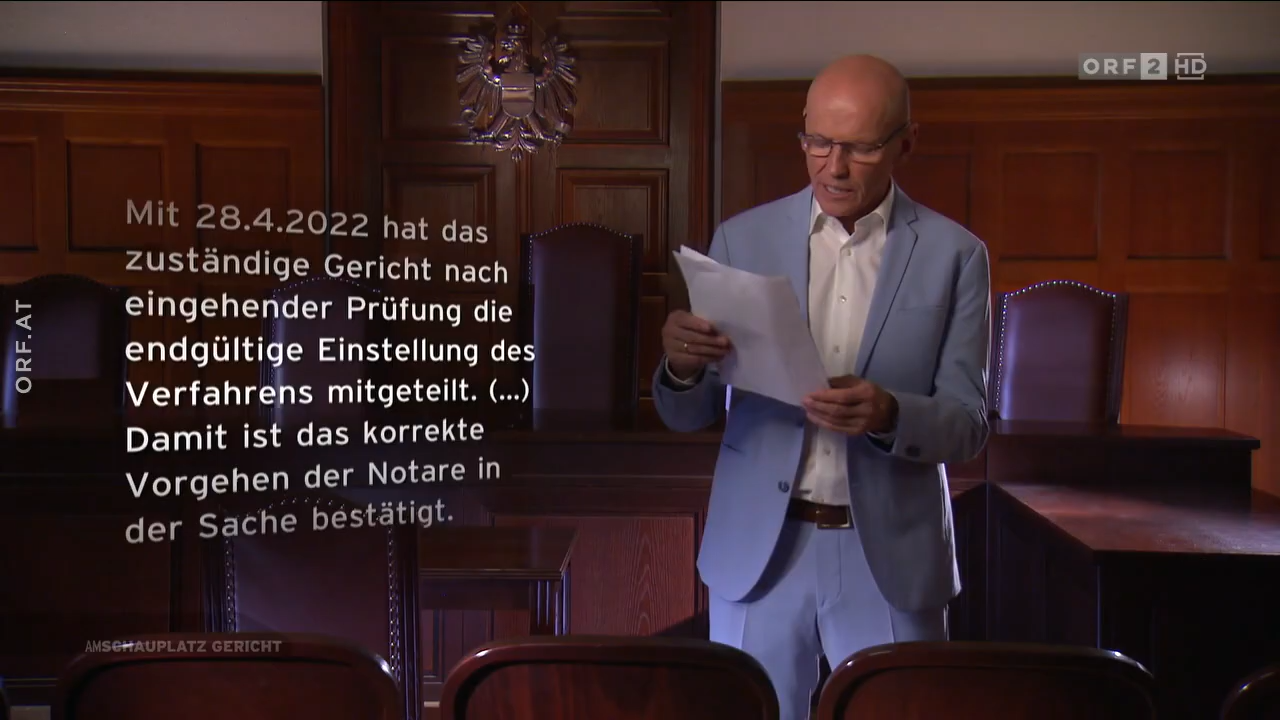 ORF 2 HD
Mit 28.4.2022 hat das
zuständige Gericht nach
eingehender Prüfung die
endgültige Einstellung des
Verfahrens mitgeteilt. (...)
Damit ist das korrekte
Vorgehen der Notare in
der Sache bestätigt.
ORF.AT
AMSCHAUPLATZ GERICHT